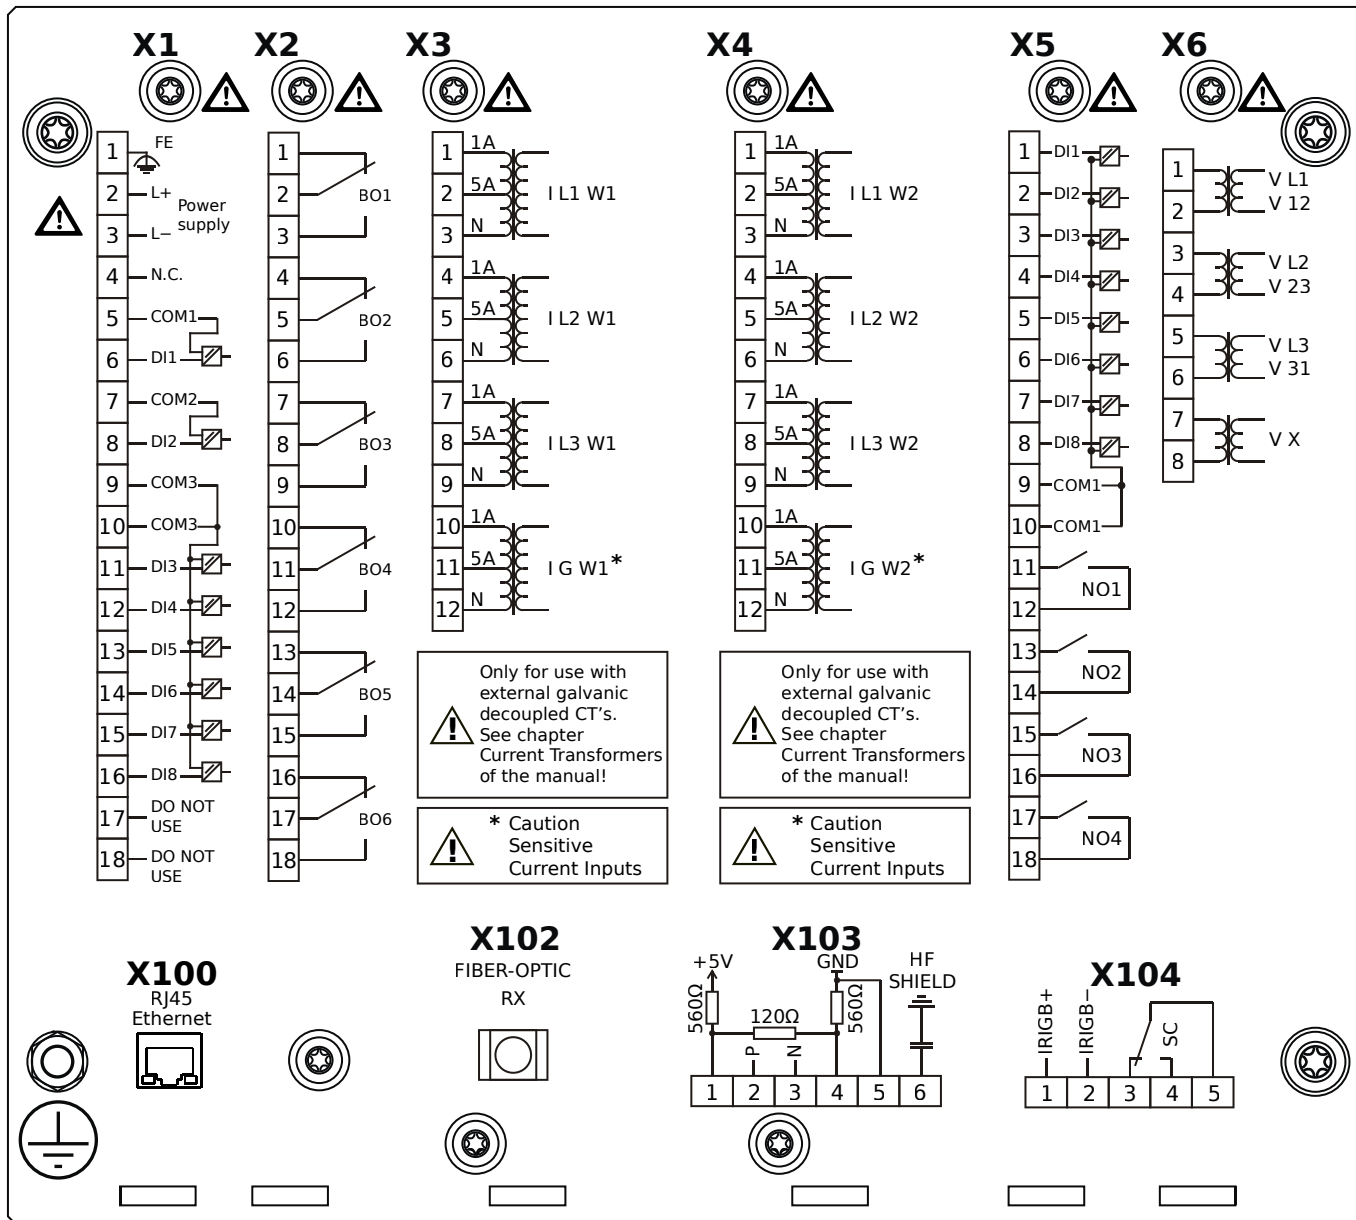 X1
1
FE
2
L+
Power
supply
3
L−
4
N.C.
5
COM1
6
DI1
7
COM2
8
DI2
9
COM3
10
COM3
11
DI3
12
DI4
13
DI5
14
DI6
15
DI7
16
DI8
17
DO NOT
USE
18
DO NOT
USE
X2
1
2
BO1
3
4
5
BO2
6
7
8
BO3
9
10
11
BO4
12
13
14
BO5
15
16
17
BO6
18
X3
1
1A
2
5A
I L1 W1
3
N
4
1A
5
5A
I L2 W1
6
N
7
1A
8
5A
I L3 W1
9
N
10
1A
11
5A
I G W1*
12
N
Only for use with
external galvanic
decoupled CT's.
See chapter
Current Transformers
of the manual!
* Caution
Sensitive
Current Inputs
X4
1
1A
2
5A
I L1 W2
3
N
4
1A
5
5A
I L2 W2
6
N
7
1A
8
5A
I L3 W2
9
N
10
1A
11
5A
I G W2*
12
N
Only for use with
external galvanic
decoupled CT's.
See chapter
Current Transformers
of the manual!
* Caution
Sensitive
Current Inputs
X5
1
DI1
2
DI2
3
DI3
4
DI4
5
DI5
6
DI6
7
DI7
8
DI8
9
COM1
10
COM1
11
NO1
12
13
NO2
14
15
NO3
16
17
NO4
18
X6
1
V L1
2
V 12
3
V L2
4
V 23
5
V L3
6
V 31
7
V X
8
X100
RJ45
Ethernet
X102
FIBER-OPTIC
RX
X103
+5V
GND
HF
SHIELD
560Ω
120Ω
560Ω
P
N
1 2 3 4 5 6
X104
IRIGB+
IRIGB−
SC
1 2 3 4 5